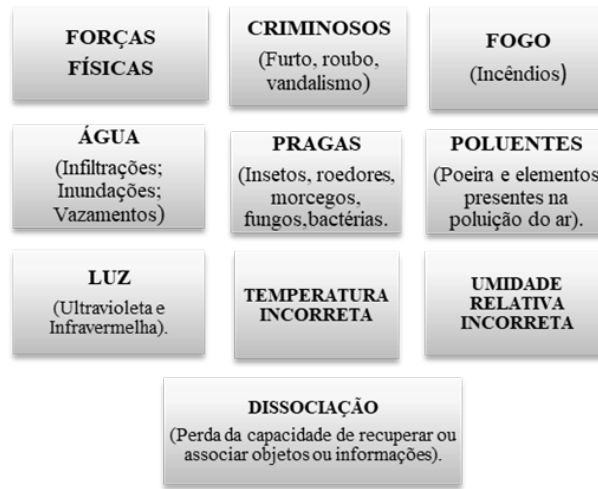 FORÇAS
FÍSICAS
CRIMINOSOS
(Furto, roubo,
vandalismo)
FOGO
(Incêndios)
ÁGUA
(Infiltrações;
Inundações;
Vazamentos)
PRAGAS
(Insetos, roedores,
morcegos,
fungos,bactérias.
POLUENTES
(Poeira e elementos
presentes na
poluição do ar).
LUZ
(Ultravioleta e
Infravermelha).
TEMPERATURA
INCORRETA
UMIDADE
RELATIVA
INCORRETA
DISSOCIAÇÃO
(Perda da capacidade de recuperar ou
associar objetos ou informações).